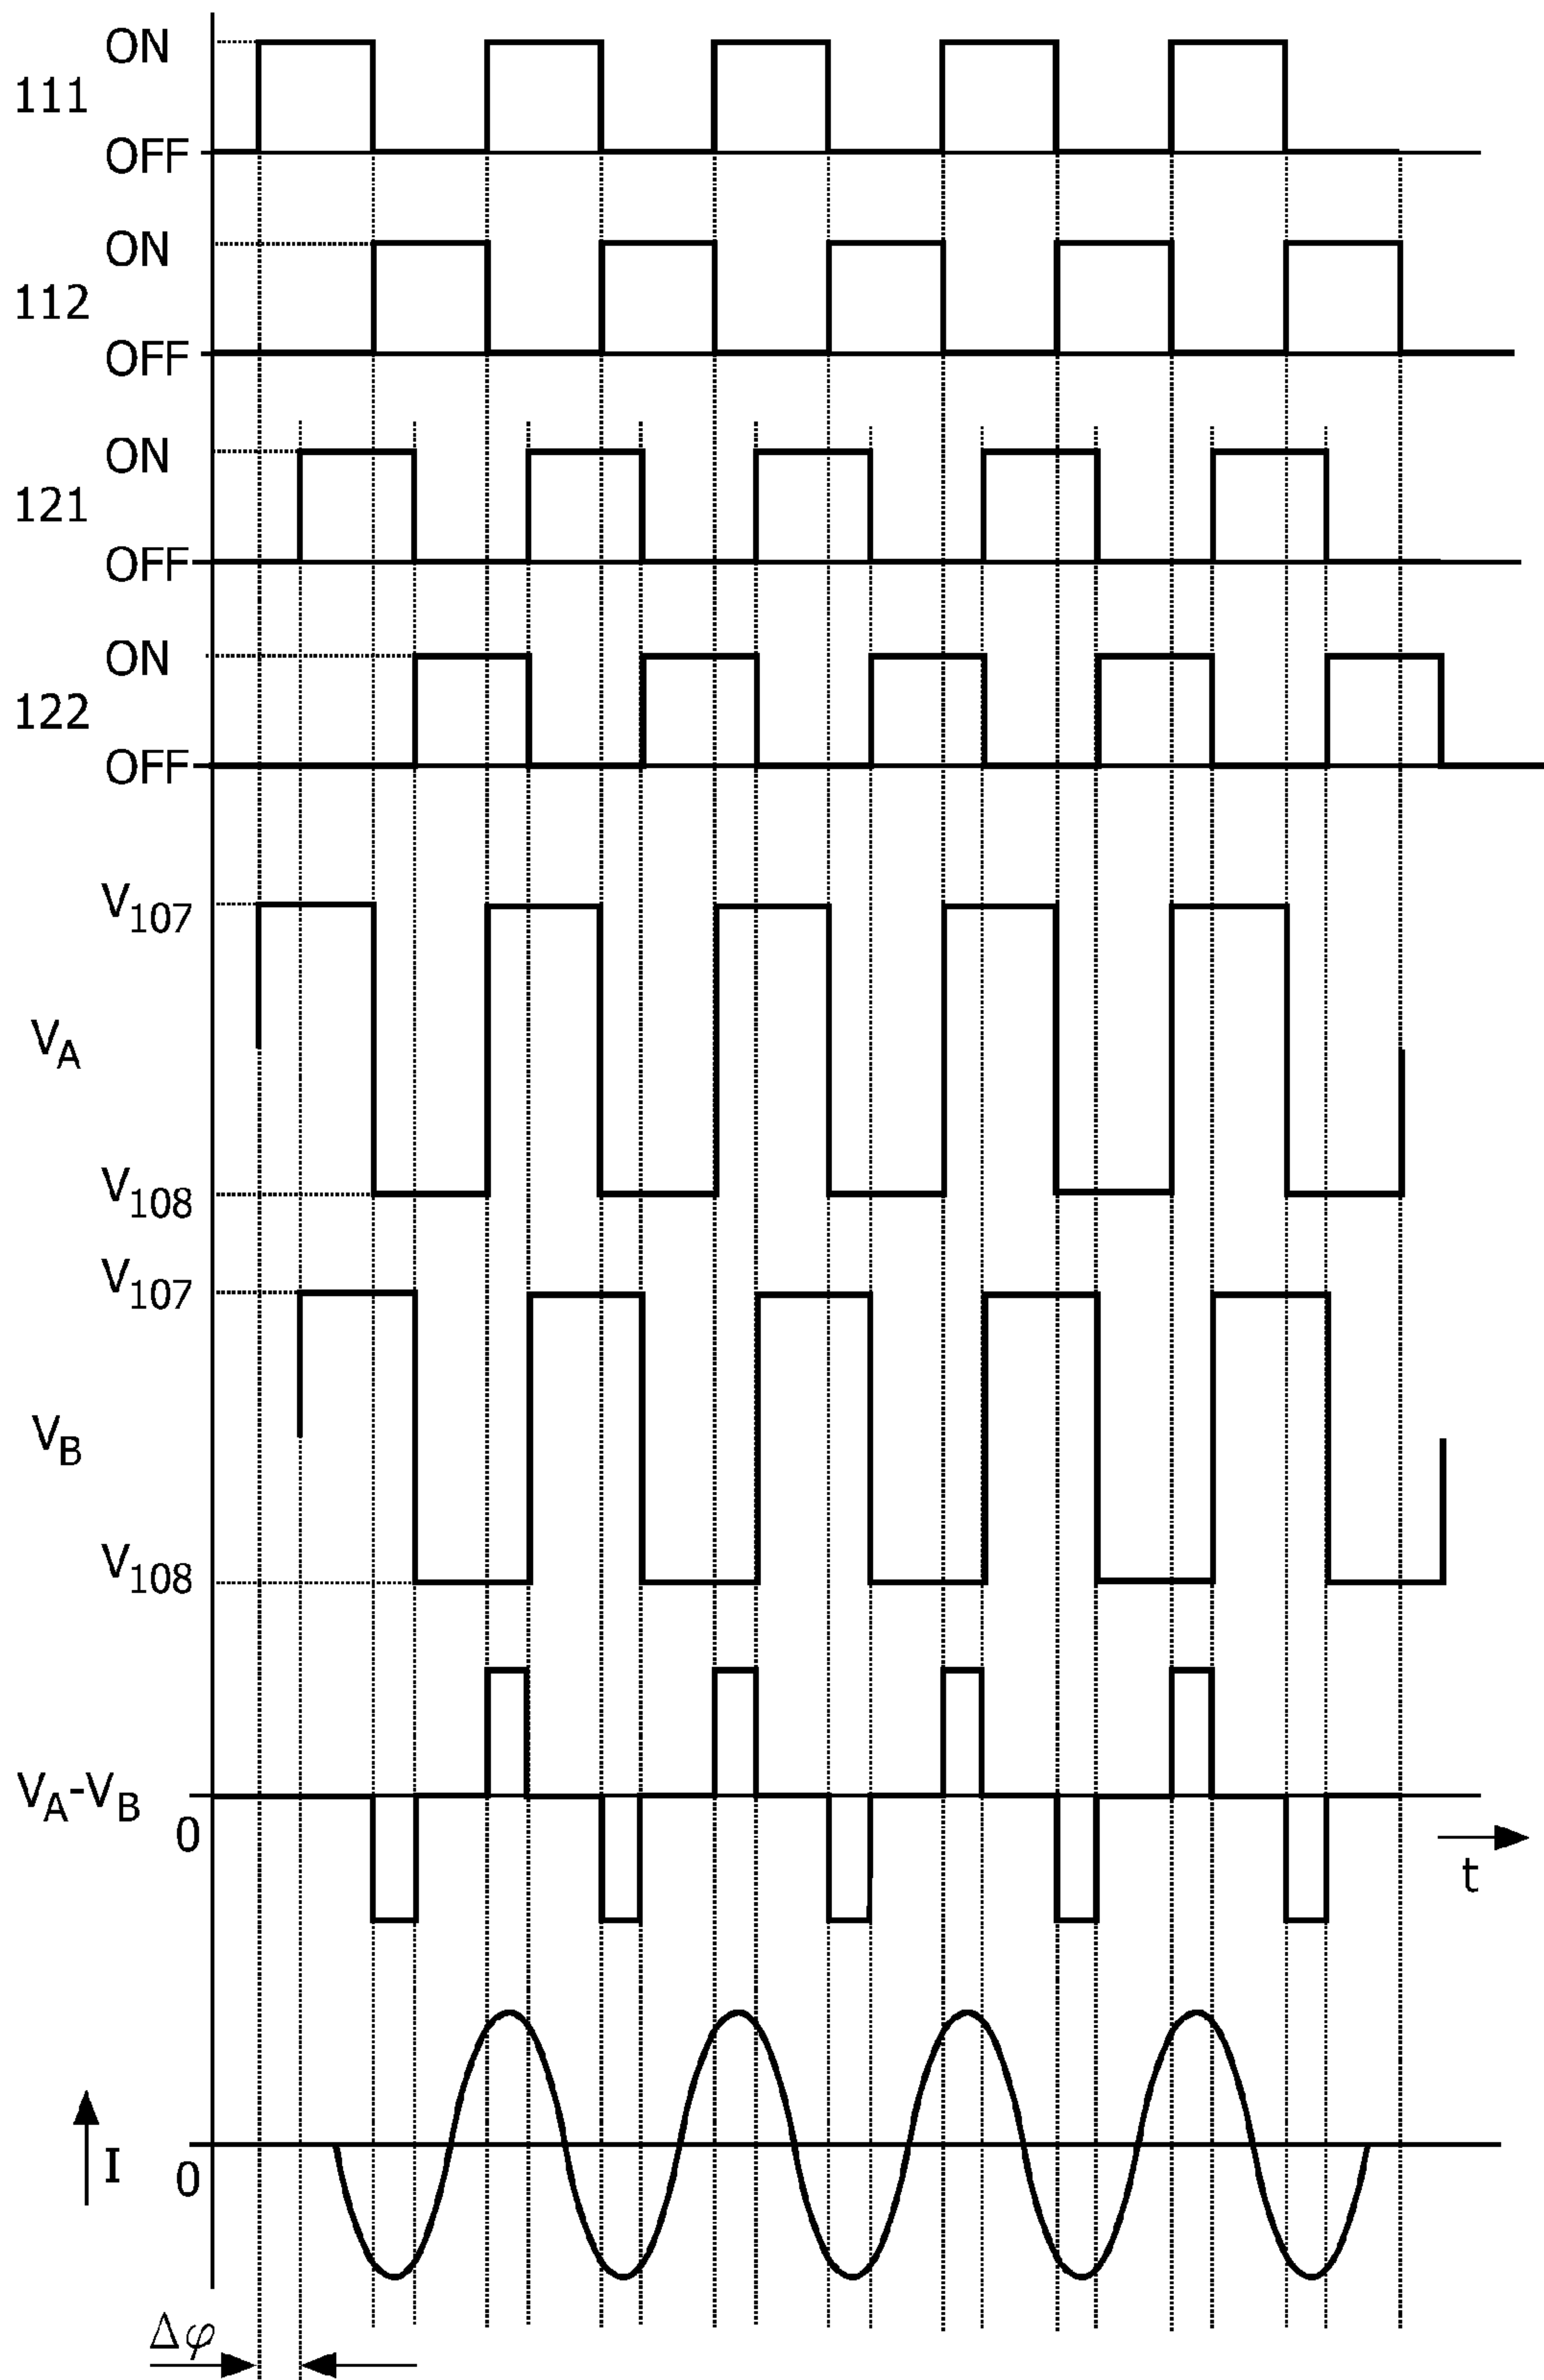 ON
111
OFF
ON
112
OFF
ON
121
OFF
ON
122
OFF
V107
VA
V108
V107
VB
V108
VA-VB
0
t
I
0
Δφ